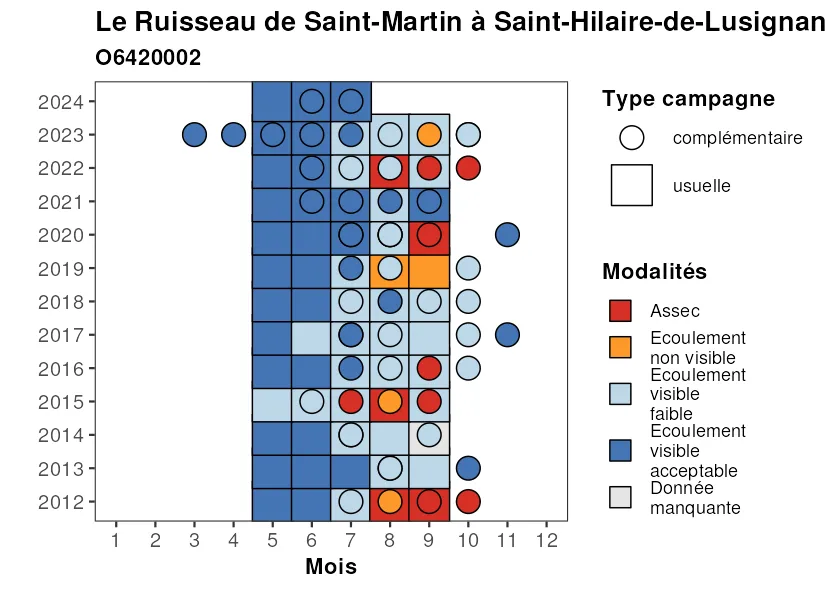 Le Ruisseau de Saint-Martin à Saint-Hilaire-de-Lusignan
O6420002
2024
2023
2022
2021
2020
2019
2018
2017
2016
2015
2014
2013
2012
1 2 3 4 5 6 7 8 9 10 11 12
Mois
Type campagne
complémentaire
usuelle
Modalités
Assec
Ecoulement
non visible
Ecoulement
visible
faible
Ecoulement
visible
acceptable
Donnée
manquante